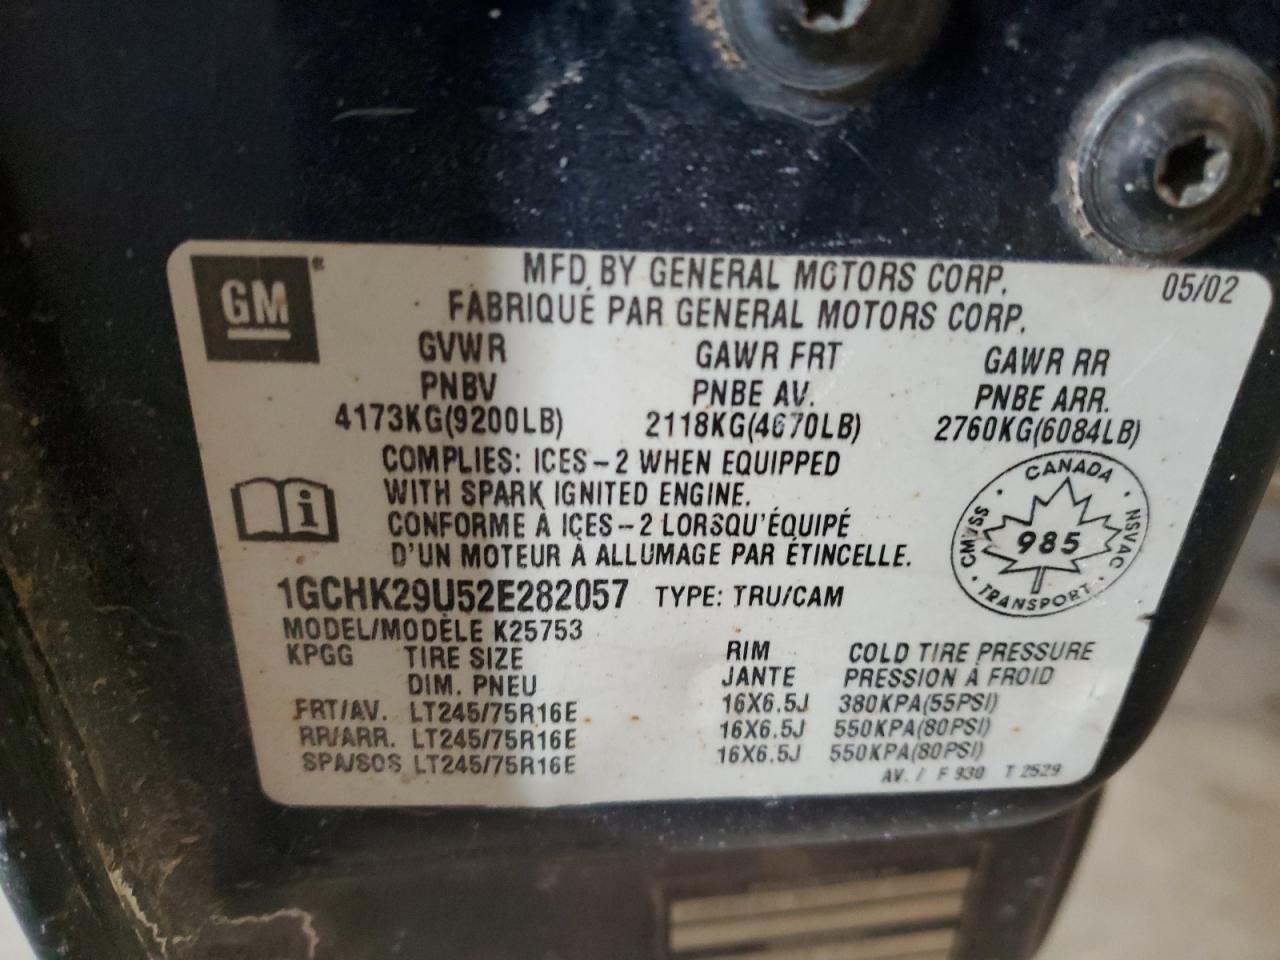 GM®
MFD. BY GENERAL MOTORS CORP. 05/02
FABRIQUÉ PAR GENERAL MOTORS CORP.
GVWR GAWR FRT GAWR RR
PNBV PNBE AV. PNBE ARR.
4173KG(9200LB) 2118KG(4670LB) 2760KG(6084LB)
COMPLIES: ICES-2 WHEN EQUIPPED
WITH SPARK IGNITED ENGINE.
CONFORME À ICES-2 LORSQU'ÉQUIPÉ
D'UN MOTEUR À ALLUMAGE PAR ÉTINCELLE.
CANADA · NSVAC · TRANSPORT · CMVSS ·
985
1GCHK29U52E282057 TYPE: TRU/CAM
MODEL/MODÈLE K25753
KPGG TIRE SIZE RIM COLD TIRE PRESSURE
DIM. PNEU JANTE PRESSION À FROID
FRT/AV. LT245/75R16E 16X6.5J 380KPA(55PSI)
RR/ARR. LT245/75R16E 16X6.5J 550KPA(80PSI)
SPA/SOS LT245/75R16E 16X6.5J 550KPA(80PSI)
AV. / F 930 T 2529